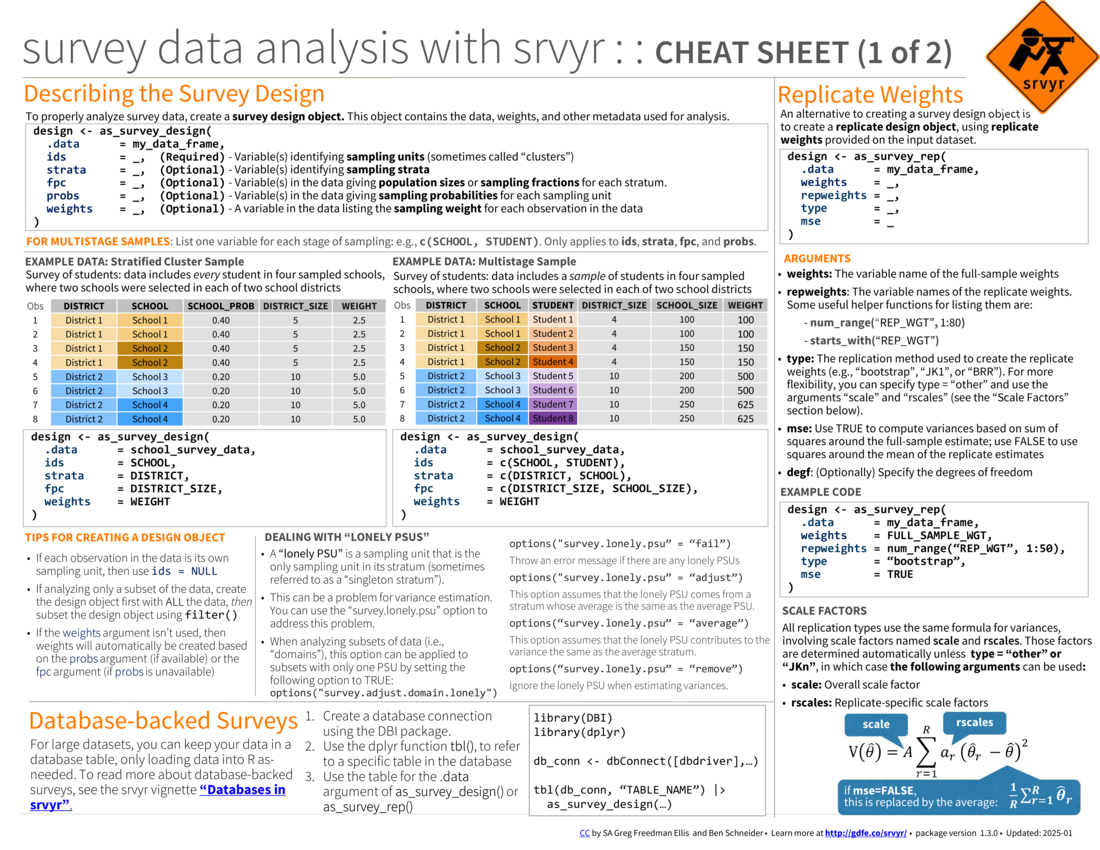 survey data analysis with srvyr : : CHEAT SHEET (1 of 2)
srvyr
Describing the Survey Design
To properly analyze survey data, create a survey design object. This object contains the data, weights, and other metadata used for analysis.
design <- as_survey_design(
.data = my_data_frame,
ids = _, (Required) - Variable(s) identifying sampling units (sometimes called “clusters”)
strata = _, (Optional) - Variable(s) identifying sampling strata
fpc = _, (Optional) - Variable(s) in the data giving population sizes or sampling fractions for each stratum.
probs = _, (Optional) - Variable(s) in the data giving sampling probabilities for each sampling unit
weights = _, (Optional) - A variable in the data listing the sampling weight for each observation in the data
)
FOR MULTISTAGE SAMPLES: List one variable for each stage of sampling: e.g., c(SCHOOL, STUDENT). Only applies to ids, strata, fpc, and probs.
EXAMPLE DATA: Stratified Cluster Sample
Survey of students: data includes every student in four sampled schools,
where two schools were selected in each of two school districts
Obs DISTRICT SCHOOL SCHOOL_PROB DISTRICT_SIZE WEIGHT
1 District 1 School 1 0.40 5 2.5
2 District 1 School 1 0.40 5 2.5
3 District 1 School 2 0.40 5 2.5
4 District 1 School 2 0.40 5 2.5
5 District 2 School 3 0.20 10 5.0
6 District 2 School 3 0.20 10 5.0
7 District 2 School 4 0.20 10 5.0
8 District 2 School 4 0.20 10 5.0
design <- as_survey_design(
.data = school_survey_data,
ids = SCHOOL,
strata = DISTRICT,
fpc = DISTRICT_SIZE,
weights = WEIGHT
)
EXAMPLE DATA: Multistage Sample
Survey of students: data includes a sample of students in four sampled
schools, where two schools were selected in each of two school districts
Obs DISTRICT SCHOOL STUDENT DISTRICT_SIZE SCHOOL_SIZE WEIGHT
1 District 1 School 1 Student 1 4 100 100
2 District 1 School 1 Student 2 4 100 100
3 District 1 School 2 Student 3 4 150 150
4 District 1 School 2 Student 4 4 150 150
5 District 2 School 3 Student 5 10 200 500
6 District 2 School 3 Student 6 10 200 500
7 District 2 School 4 Student 7 10 250 625
8 District 2 School 4 Student 8 10 250 625
design <- as_survey_design(
.data = school_survey_data,
ids = c(SCHOOL, STUDENT),
strata = c(DISTRICT, SCHOOL),
fpc = c(DISTRICT_SIZE, SCHOOL_SIZE),
weights = WEIGHT
)
TIPS FOR CREATING A DESIGN OBJECT
• If each observation in the data is its own
sampling unit, then use ids = NULL
• If analyzing only a subset of the data, create
the design object first with ALL the data, then
subset the design object using filter()
• If the weights argument isn’t used, then
weights will automatically be created based
on the probs argument (if available) or the
fpc argument (if probs is unavailable)
DEALING WITH “LONELY PSUS”
• A “lonely PSU” is a sampling unit that is the
only sampling unit in its stratum (sometimes
referred to as a “singleton stratum”).
• This can be a problem for variance estimation.
You can use the “survey.lonely.psu” option to
address this problem.
• When analyzing subsets of data (i.e.,
“domains”), this option can be applied to
subsets with only one PSU by setting the
following option to TRUE:
options("survey.adjust.domain.lonely")
options("survey.lonely.psu” = “fail”)
Throw an error message if there are any lonely PSUs
options("survey.lonely.psu” = “adjust”)
This option assumes that the lonely PSU comes from a
stratum whose average is the same as the average PSU.
options(“survey.lonely.psu” = “average”)
This option assumes that the lonely PSU contributes to the
variance the same as the average stratum.
options(“survey.lonely.psu” = “remove”)
Ignore the lonely PSU when estimating variances.
Database-backed Surveys
For large datasets, you can keep your data in a
database table, only loading data into R as-
needed. To read more about database-backed
surveys, see the srvyr vignette “Databases in
srvyr”.
1. Create a database connection
using the DBI package.
2. Use the dplyr function tbl(), to refer
to a specific table in the database
3. Use the table for the .data
argument of as_survey_design() or
as_survey_rep()
library(DBI)
library(dplyr)
db_conn <- dbConnect([dbdriver],…)
tbl(db_conn, “TABLE_NAME”) |>
as_survey_design(…)
Replicate Weights
An alternative to creating a survey design object is
to create a replicate design object, using replicate
weights provided on the input dataset.
design <- as_survey_rep(
.data = my_data_frame,
weights = _,
repweights = _,
type = _,
mse = _
)
ARGUMENTS
• weights: The variable name of the full-sample weights
• repweights: The variable names of the replicate weights.
Some useful helper functions for listing them are:
- num_range(“REP_WGT”, 1:80)
- starts_with(“REP_WGT”)
• type: The replication method used to create the replicate
weights (e.g., “bootstrap”, “JK1”, or “BRR”). For more
flexibility, you can specify type = “other” and use the
arguments “scale” and “rscales” (see the “Scale Factors”
section below).
• mse: Use TRUE to compute variances based on sum of
squares around the full-sample estimate; use FALSE to use
squares around the mean of the replicate estimates
• degf: (Optionally) Specify the degrees of freedom
EXAMPLE CODE
design <- as_survey_rep(
.data = my_data_frame,
weights = FULL_SAMPLE_WGT,
repweights = num_range(“REP_WGT”, 1:50),
type = “bootstrap”,
mse = TRUE
)
SCALE FACTORS
All replication types use the same formula for variances,
involving scale factors named scale and rscales. Those factors
are determined automatically unless type = “other” or
“JKn”, in which case the following arguments can be used:
• scale: Overall scale factor
• rscales: Replicate-specific scale factors
scale rscales
V(θ̂) = A ∑_{r=1}^{R} a_r (θ̂_r − θ̂)²
if mse=FALSE,
this is replaced by the average: 1/R ∑_{r=1}^{R} θ̂_r
CC by SA Greg Freedman Ellis and Ben Schneider • Learn more at http://gdfe.co/srvyr/ • package version 1.3.0 • Updated: 2025-01